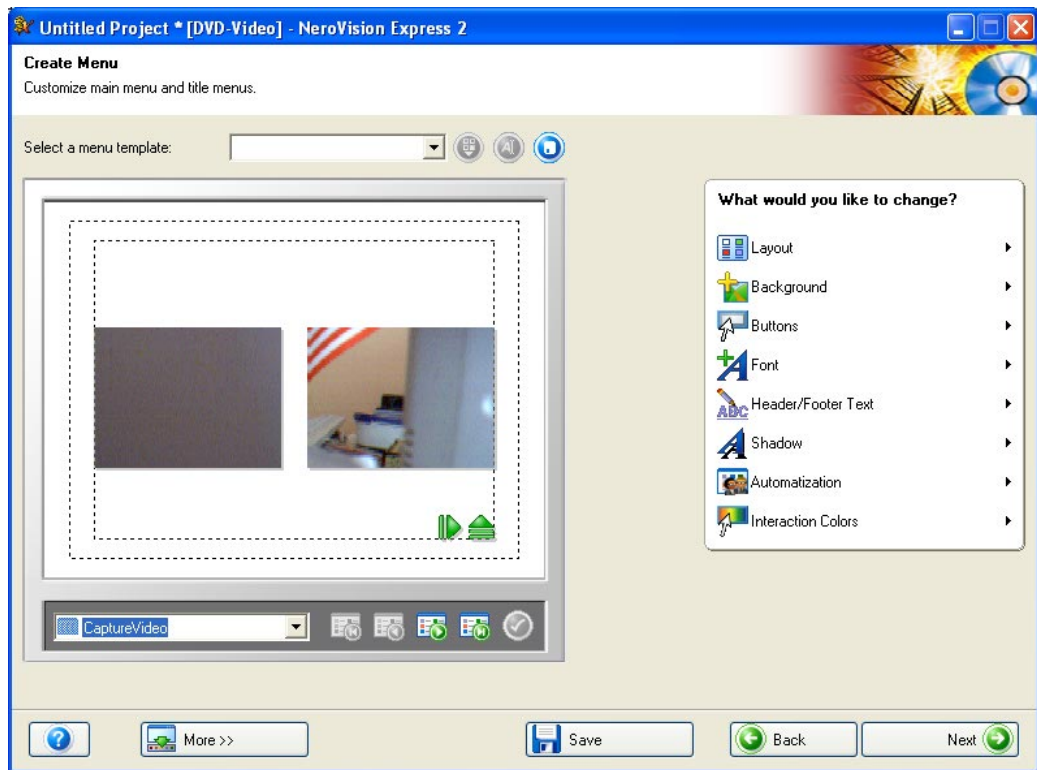 Untitled Project * [DVD-Video] - NeroVision Express 2
Create Menu
Customize main menu and title menus.
Select a menu template:
AI
What would you like to change?
Layout
Background
Buttons
Font
ABC Header/Footer Text
Shadow
Automatization
Interaction Colors
CaptureVideo
More >>
Save
Back
Next